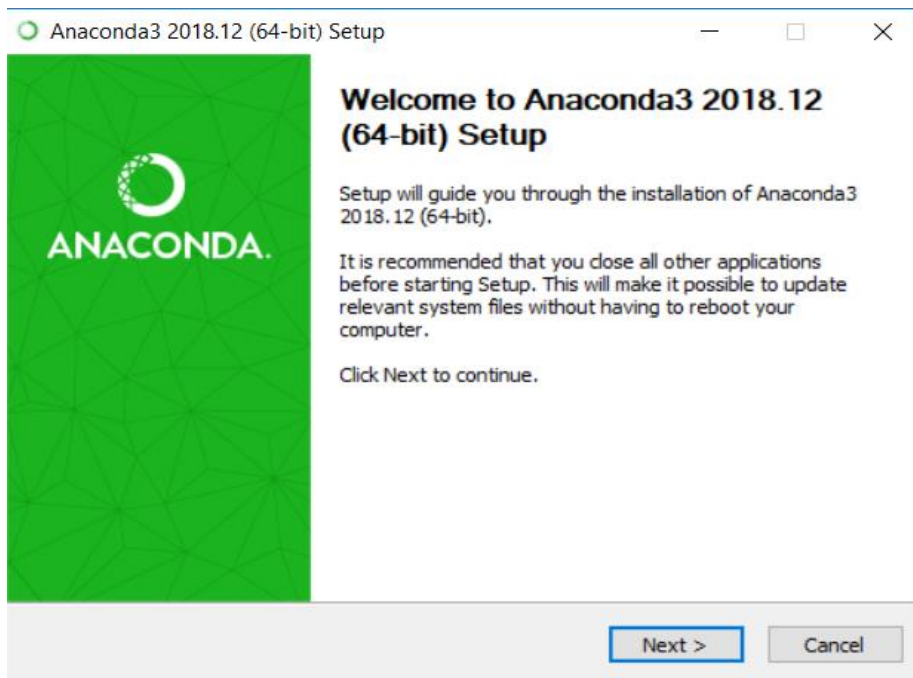 Anaconda3 2018.12 (64-bit) Setup
ANACONDA.
Welcome to Anaconda3 2018.12
(64-bit) Setup
Setup will guide you through the installation of Anaconda3
2018.12 (64-bit).
It is recommended that you close all other applications
before starting Setup. This will make it possible to update
relevant system files without having to reboot your
computer.
Click Next to continue.
Next >
Cancel